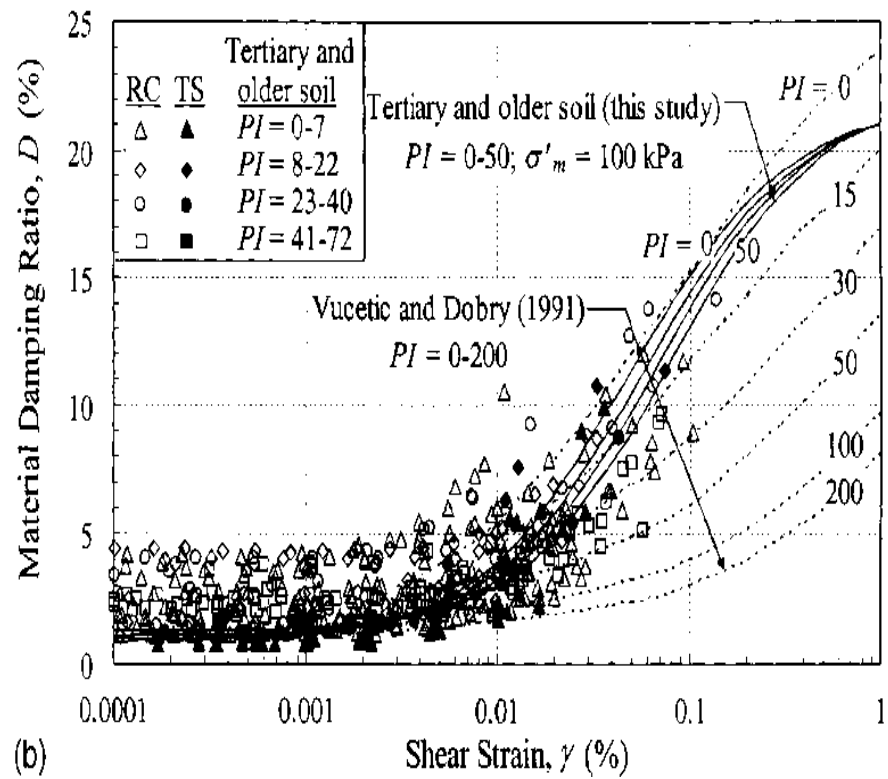 25
20
15
10
5
0
Material Damping Ratio, D (%)
Tertiary and
RC TS older soil
PI = 0-7
PI = 8-22
PI = 23-40
PI = 41-72
Tertiary and older soil (this study)
PI = 0-50; σ'm = 100 kPa
PI = 0
15
30
50
100
200
PI = 0
50
Vucetic and Dobry (1991)
PI = 0-200
0.0001 0.001 0.01 0.1 1
(b) Shear Strain, γ (%)